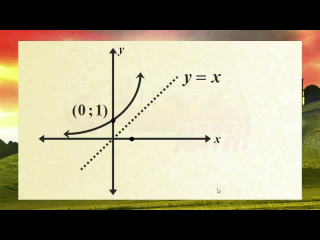 y
y = x
(0 ; 1)
x